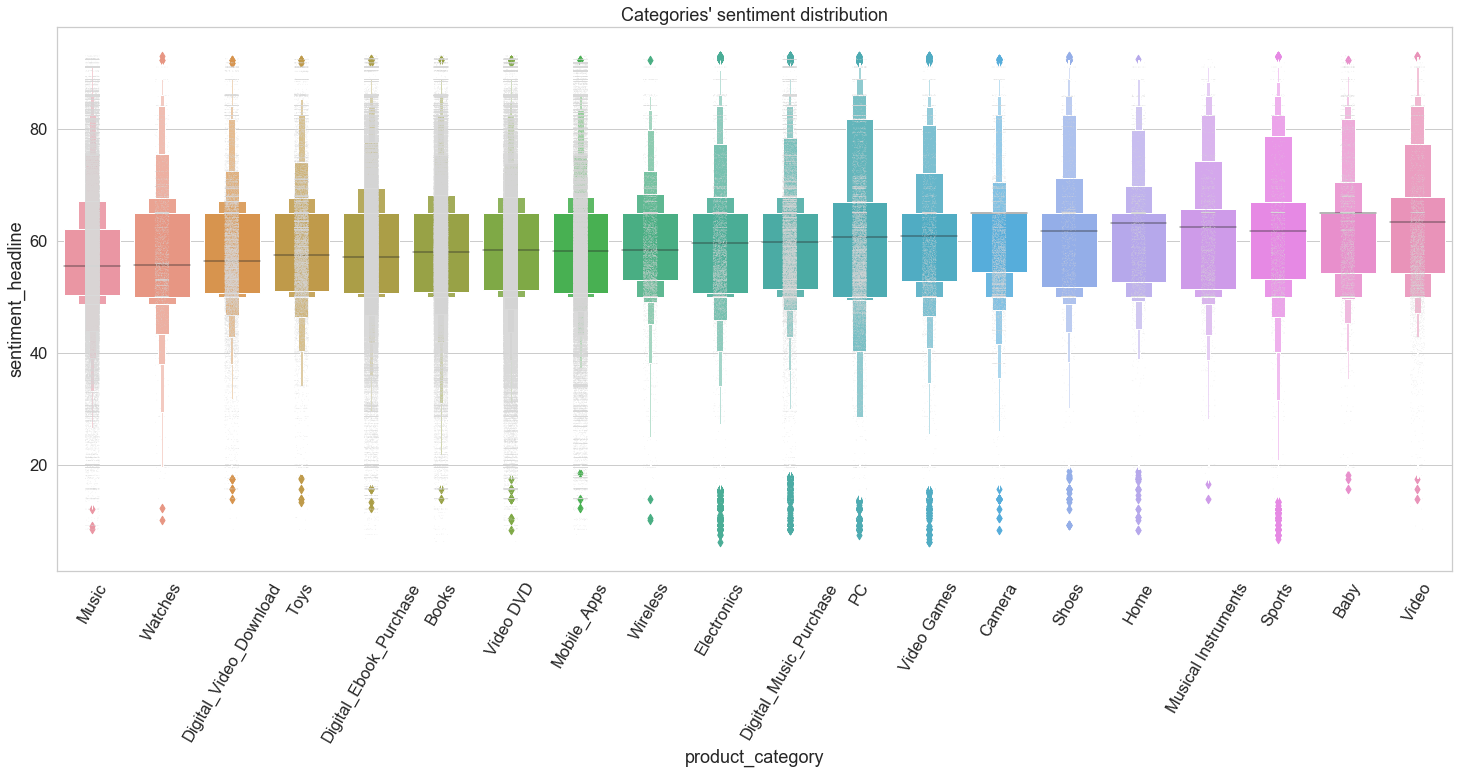 Categories' sentiment distribution
sentiment_headline
80
60
40
20
Music
Watches
Digital_Video_Download
Toys
Digital_Ebook_Purchase
Books
Video DVD
Mobile_Apps
Wireless
Electronics
Digital_Music_Purchase
PC
Video Games
Camera
Shoes
Home
Musical Instruments
Sports
Baby
Video
product_category